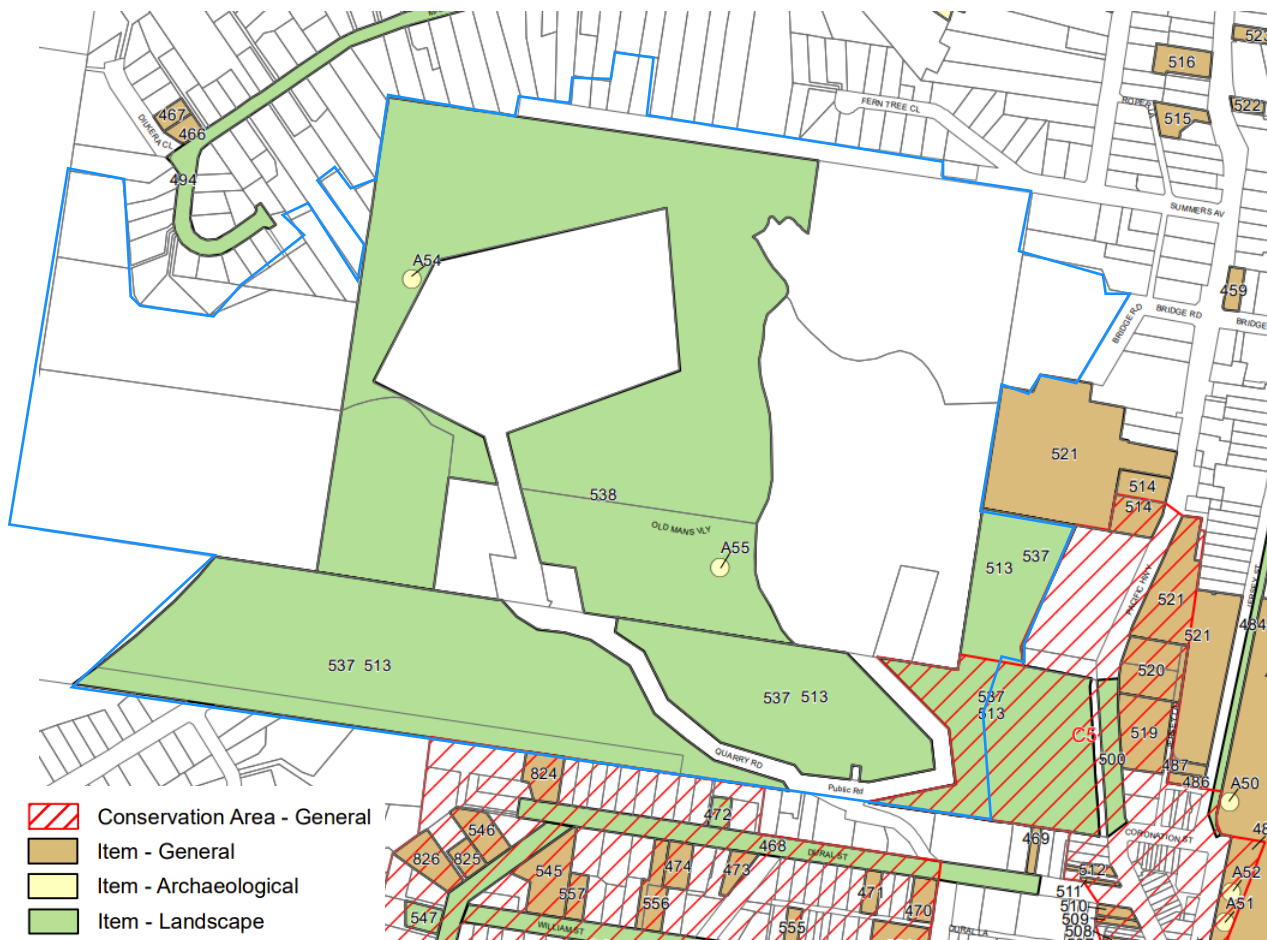 523
516
FERN TREE CL
522
515
467
466
DILKERA CL
494
SUMMERS AV
A54
459
BRIDGE RD
BRIDGE
BRIDGE RD
521
514
514
538
OLD MANS VLY
A55
513 537
PACIFIC HWY
521
521
JERSEY ST
484
520
537 513
537 513
537
513
C5
519
500
487
486
A50
QUARRY RD
Public Rd
CORONATION ST
824
472
468
DURAL ST
469
546
826
825
545
557
474
473
556
471
470
512
511
510
509
508
A52
A51
547
WILLIAM ST
555
DURAL LA
Conservation Area - General
Item - General
Item - Archaeological
Item - Landscape